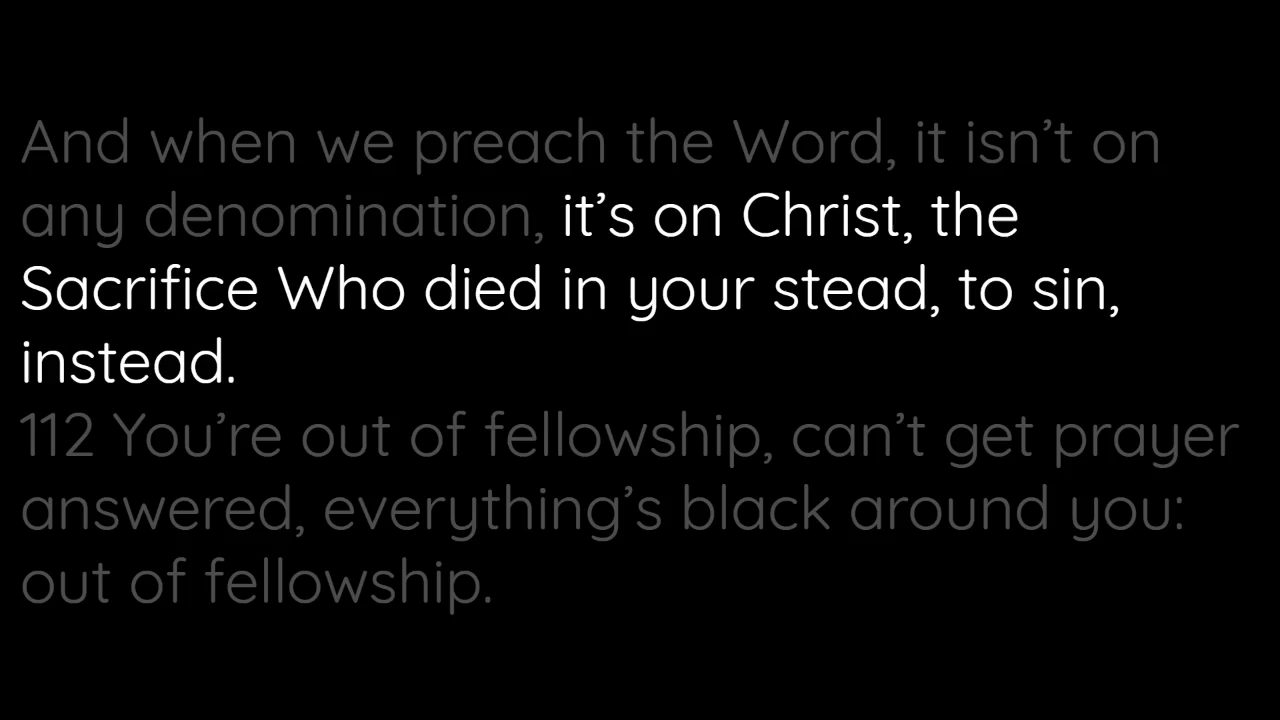 And when we preach the Word, it isn’t on
any denomination, it’s on Christ, the
Sacrifice Who died in your stead, to sin,
instead.
112 You’re out of fellowship, can’t get prayer
answered, everything’s black around you:
out of fellowship.